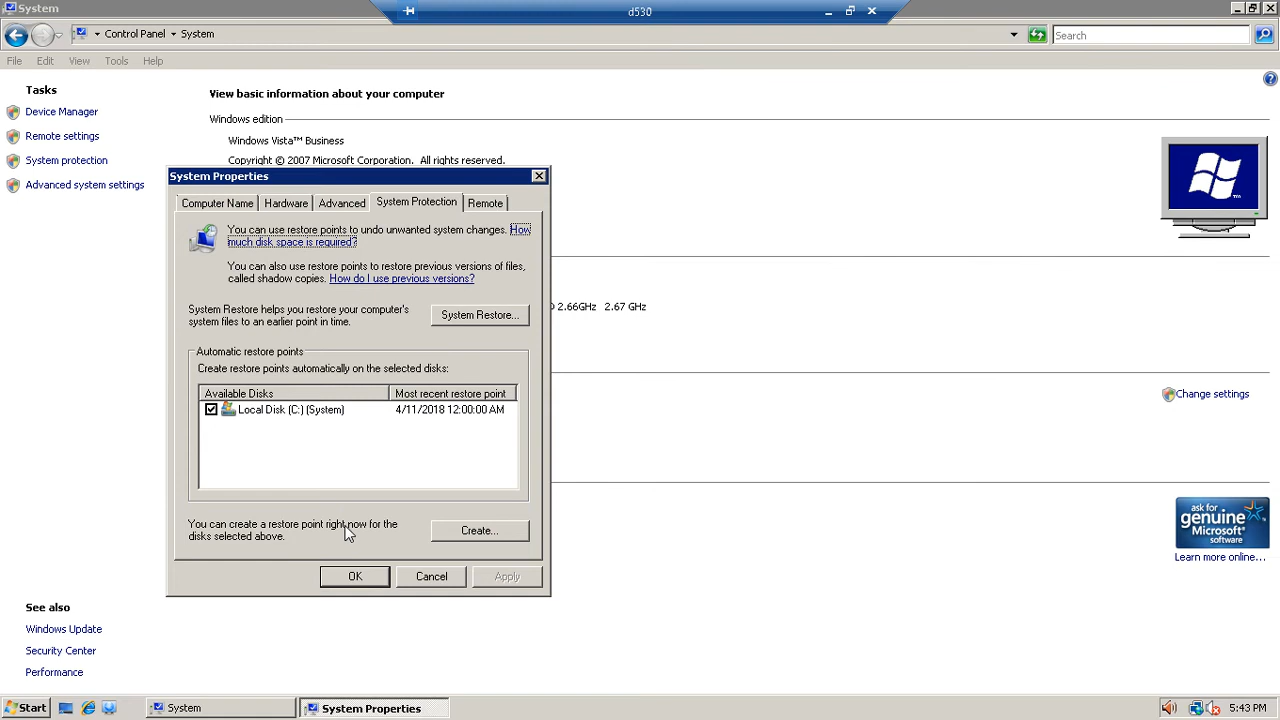 System
d530
Control Panel
System
Search
File Edit View Tools Help
Tasks
Device Manager
Remote settings
System protection
Advanced system settings
View basic information about your computer
Windows edition
Windows Vista™ Business
Copyright © 2007 Microsoft Corporation. All rights reserved.
System Properties
Computer Name Hardware Advanced System Protection Remote
You can use restore points to undo unwanted system changes. How
much disk space is required?
You can also use restore points to restore previous versions of files,
called shadow copies. How do I use previous versions?
System Restore helps you restore your computer's
system files to an earlier point in time.
System Restore...
Automatic restore points
Create restore points automatically on the selected disks:
Available Disks Most recent restore point
Local Disk (C:) (System) 4/11/2018 12:00:00 AM
You can create a restore point right now for the
disks selected above.
Create...
OK Cancel Apply
2.66GHz 2.67 GHz
Change settings
ask for
genuine
Microsoft
software
Learn more online...
See also
Windows Update
Security Center
Performance
Start
System
System Properties
5:43 PM